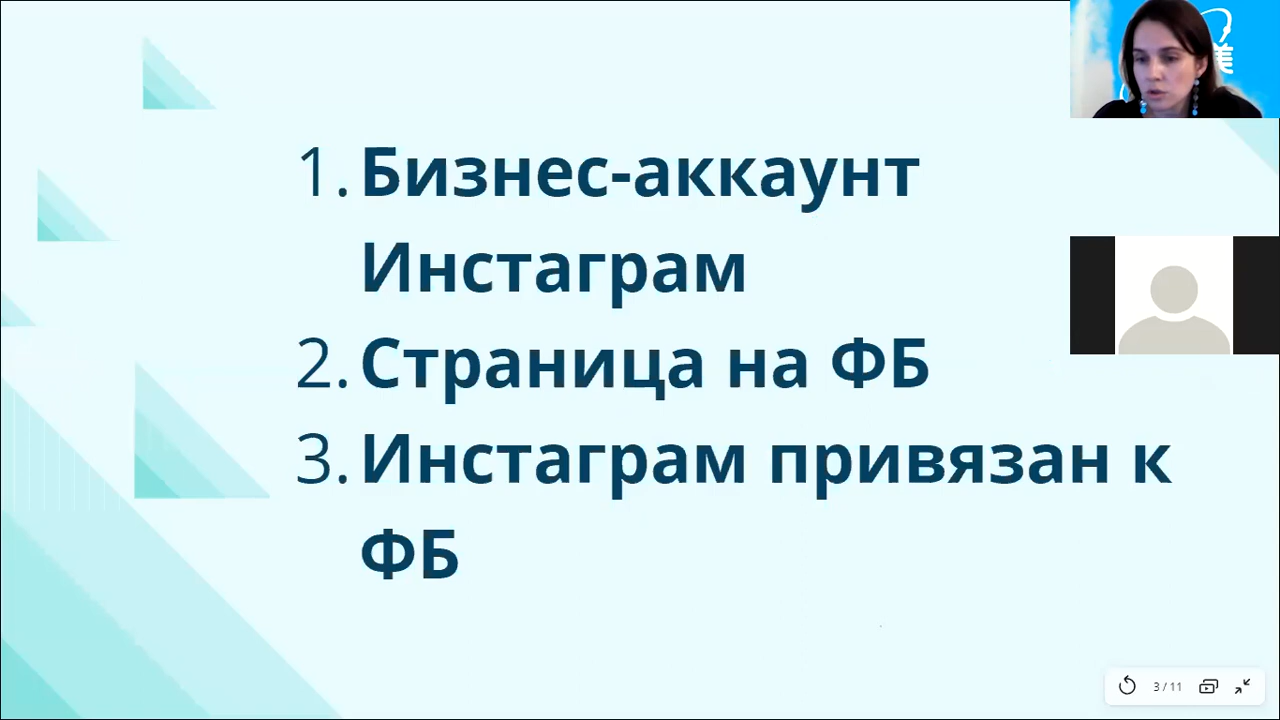 1. Бизнес-аккаунт
Инстаграм
2. Страница на ФБ
3. Инстаграм привязан к
ФБ
3 / 11